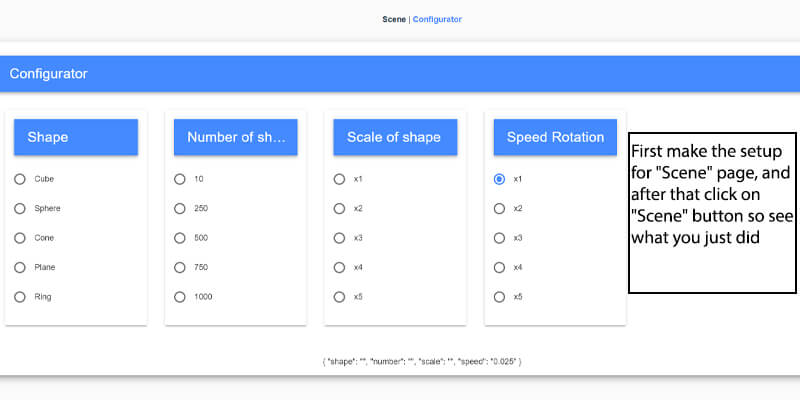 Scene | Configurator
Configurator
Shape
Cube
Sphere
Cone
Plane
Ring
Number of sh...
10
250
500
750
1000
Scale of shape
x1
x2
x3
x4
x5
Speed Rotation
x1
x2
x3
x4
x5
First make the setup
for "Scene" page, and
after that click on
"Scene" button so see
what you just did
{ "shape": "", "number": "", "scale": "", "speed": "0.025" }